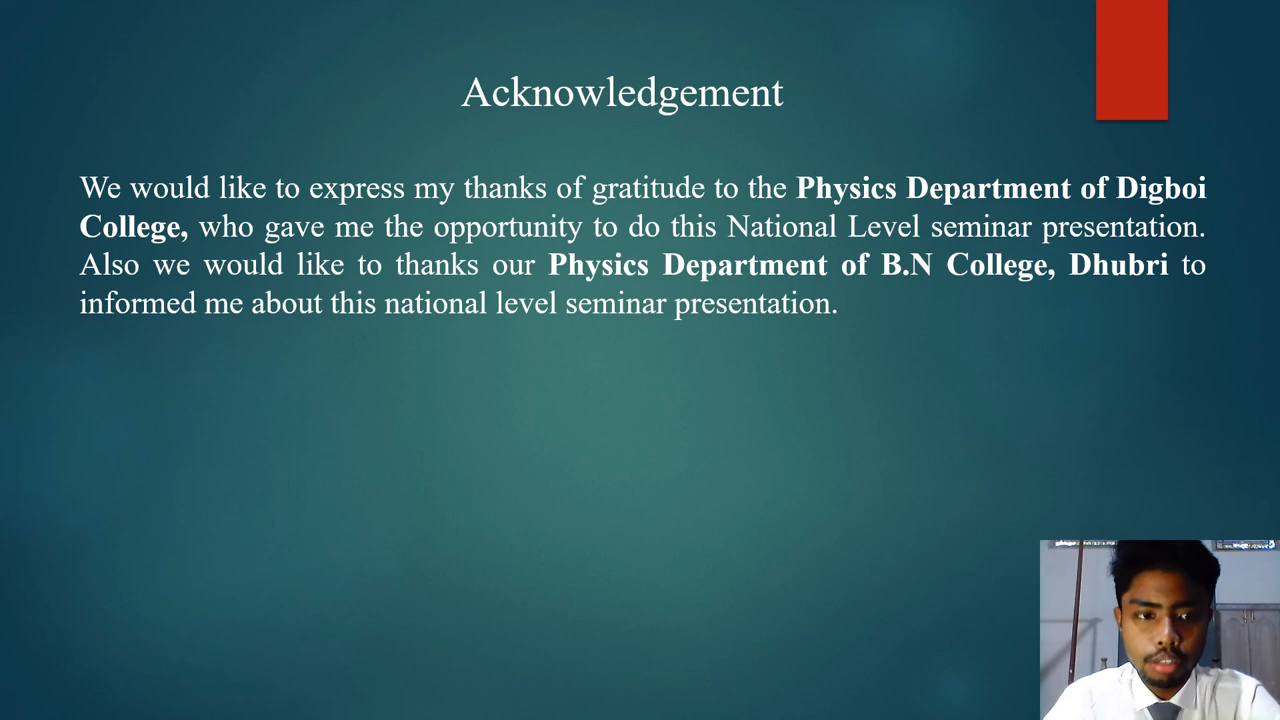 Acknowledgement
We would like to express my thanks of gratitude to the Physics Department of Digboi
College, who gave me the opportunity to do this National Level seminar presentation.
Also we would like to thanks our Physics Department of B.N College, Dhubri to
informed me about this national level seminar presentation.